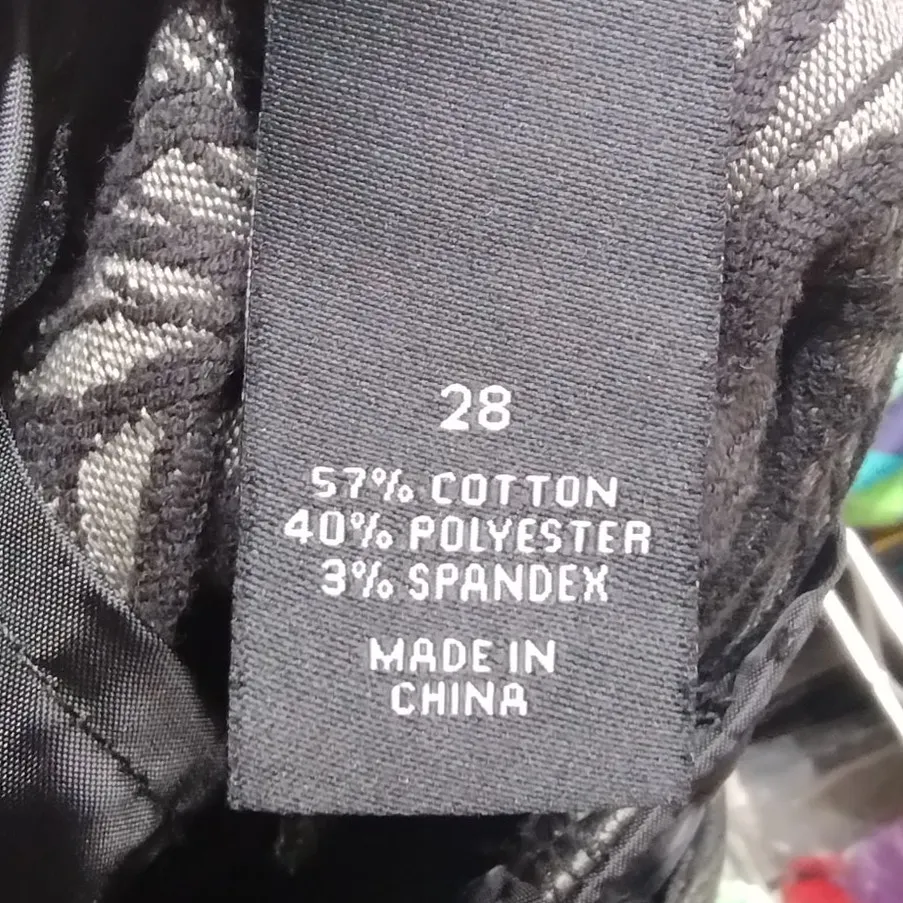 28
57% COTTON
40% POLYESTER
3% SPANDEX
MADE IN
CHINA